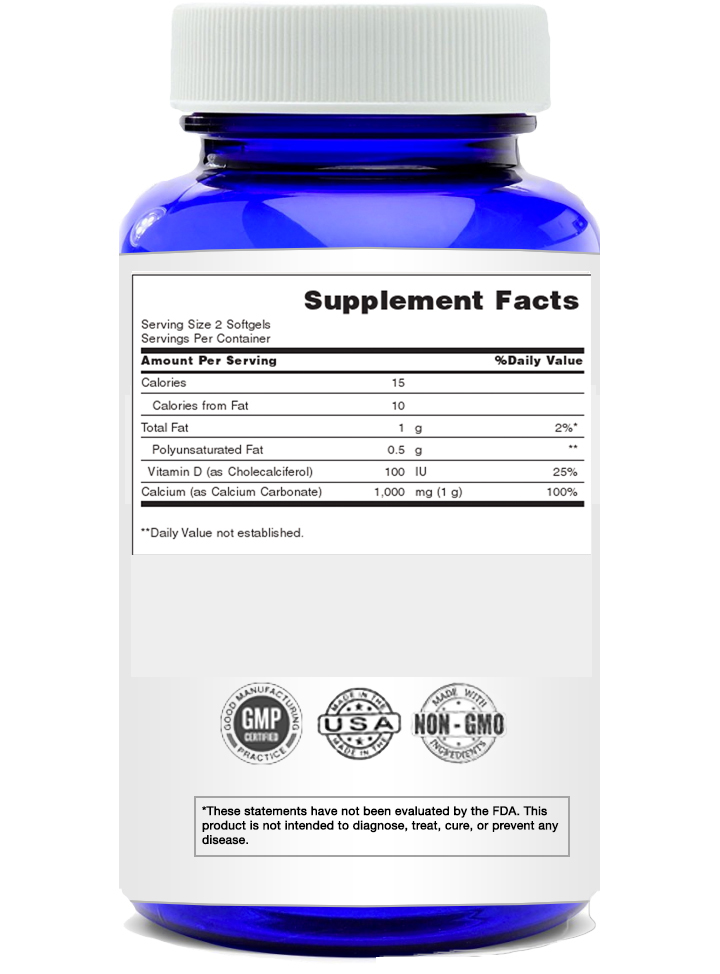 Supplement Facts
Serving Size 2 Softgels
Servings Per Container
Amount Per Serving %Daily Value
Calories 15
Calories from Fat 10
Total Fat 1 g 2%*
Polyunsaturated Fat 0.5 g **
Vitamin D (as Cholecalciferol) 100 IU 25%
Calcium (as Calcium Carbonate) 1,000 mg (1 g) 100%
**Daily Value not established.
GOOD MANUFACTURING
GMP
CERTIFIED
PRACTICE
MADE IN THE
USA
MADE IN THE
MADE WITH
NON-GMO
INGREDIENTS
*These statements have not been evaluated by the FDA. This
product is not intended to diagnose, treat, cure, or prevent any
disease.